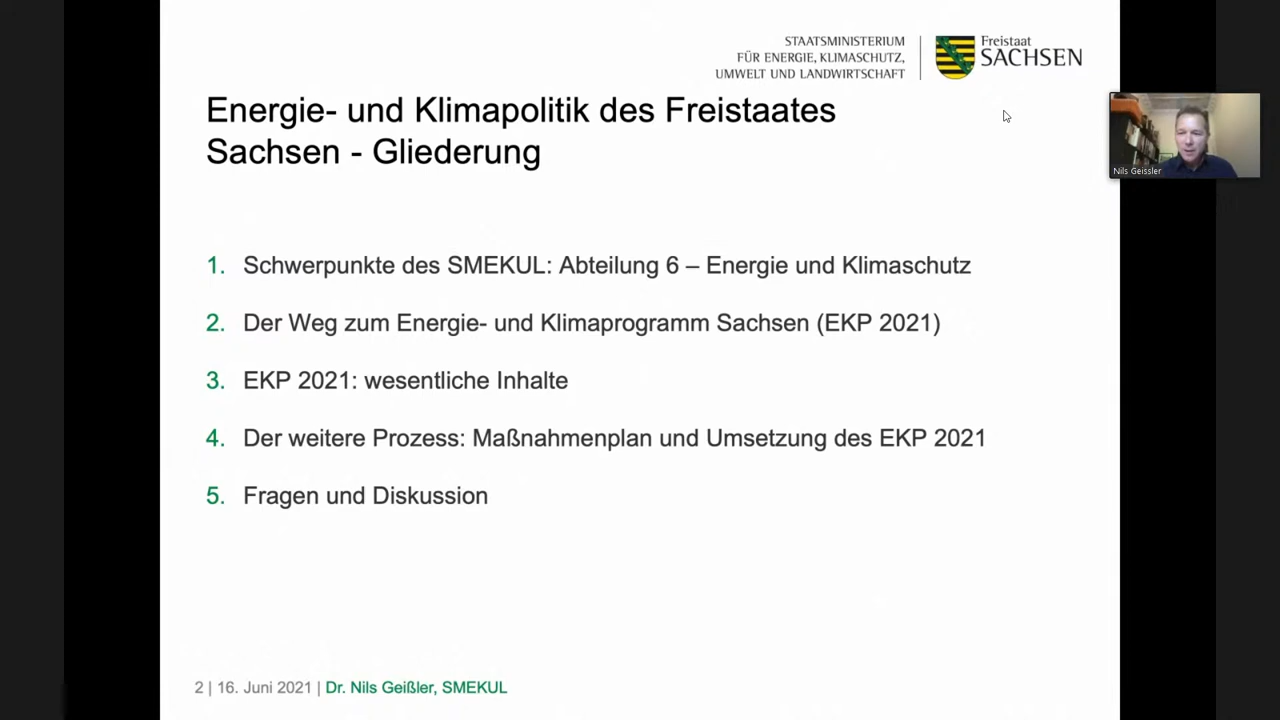 STAATSMINISTERIUM
FÜR ENERGIE, KLIMASCHUTZ,
UMWELT UND LANDWIRTSCHAFT
Freistaat
SACHSEN
Energie- und Klimapolitik des Freistaates
Sachsen - Gliederung
Nils Geissler
1. Schwerpunkte des SMEKUL: Abteilung 6 – Energie und Klimaschutz
2. Der Weg zum Energie- und Klimaprogramm Sachsen (EKP 2021)
3. EKP 2021: wesentliche Inhalte
4. Der weitere Prozess: Maßnahmenplan und Umsetzung des EKP 2021
5. Fragen und Diskussion
2 | 16. Juni 2021 | Dr. Nils Geißler, SMEKUL